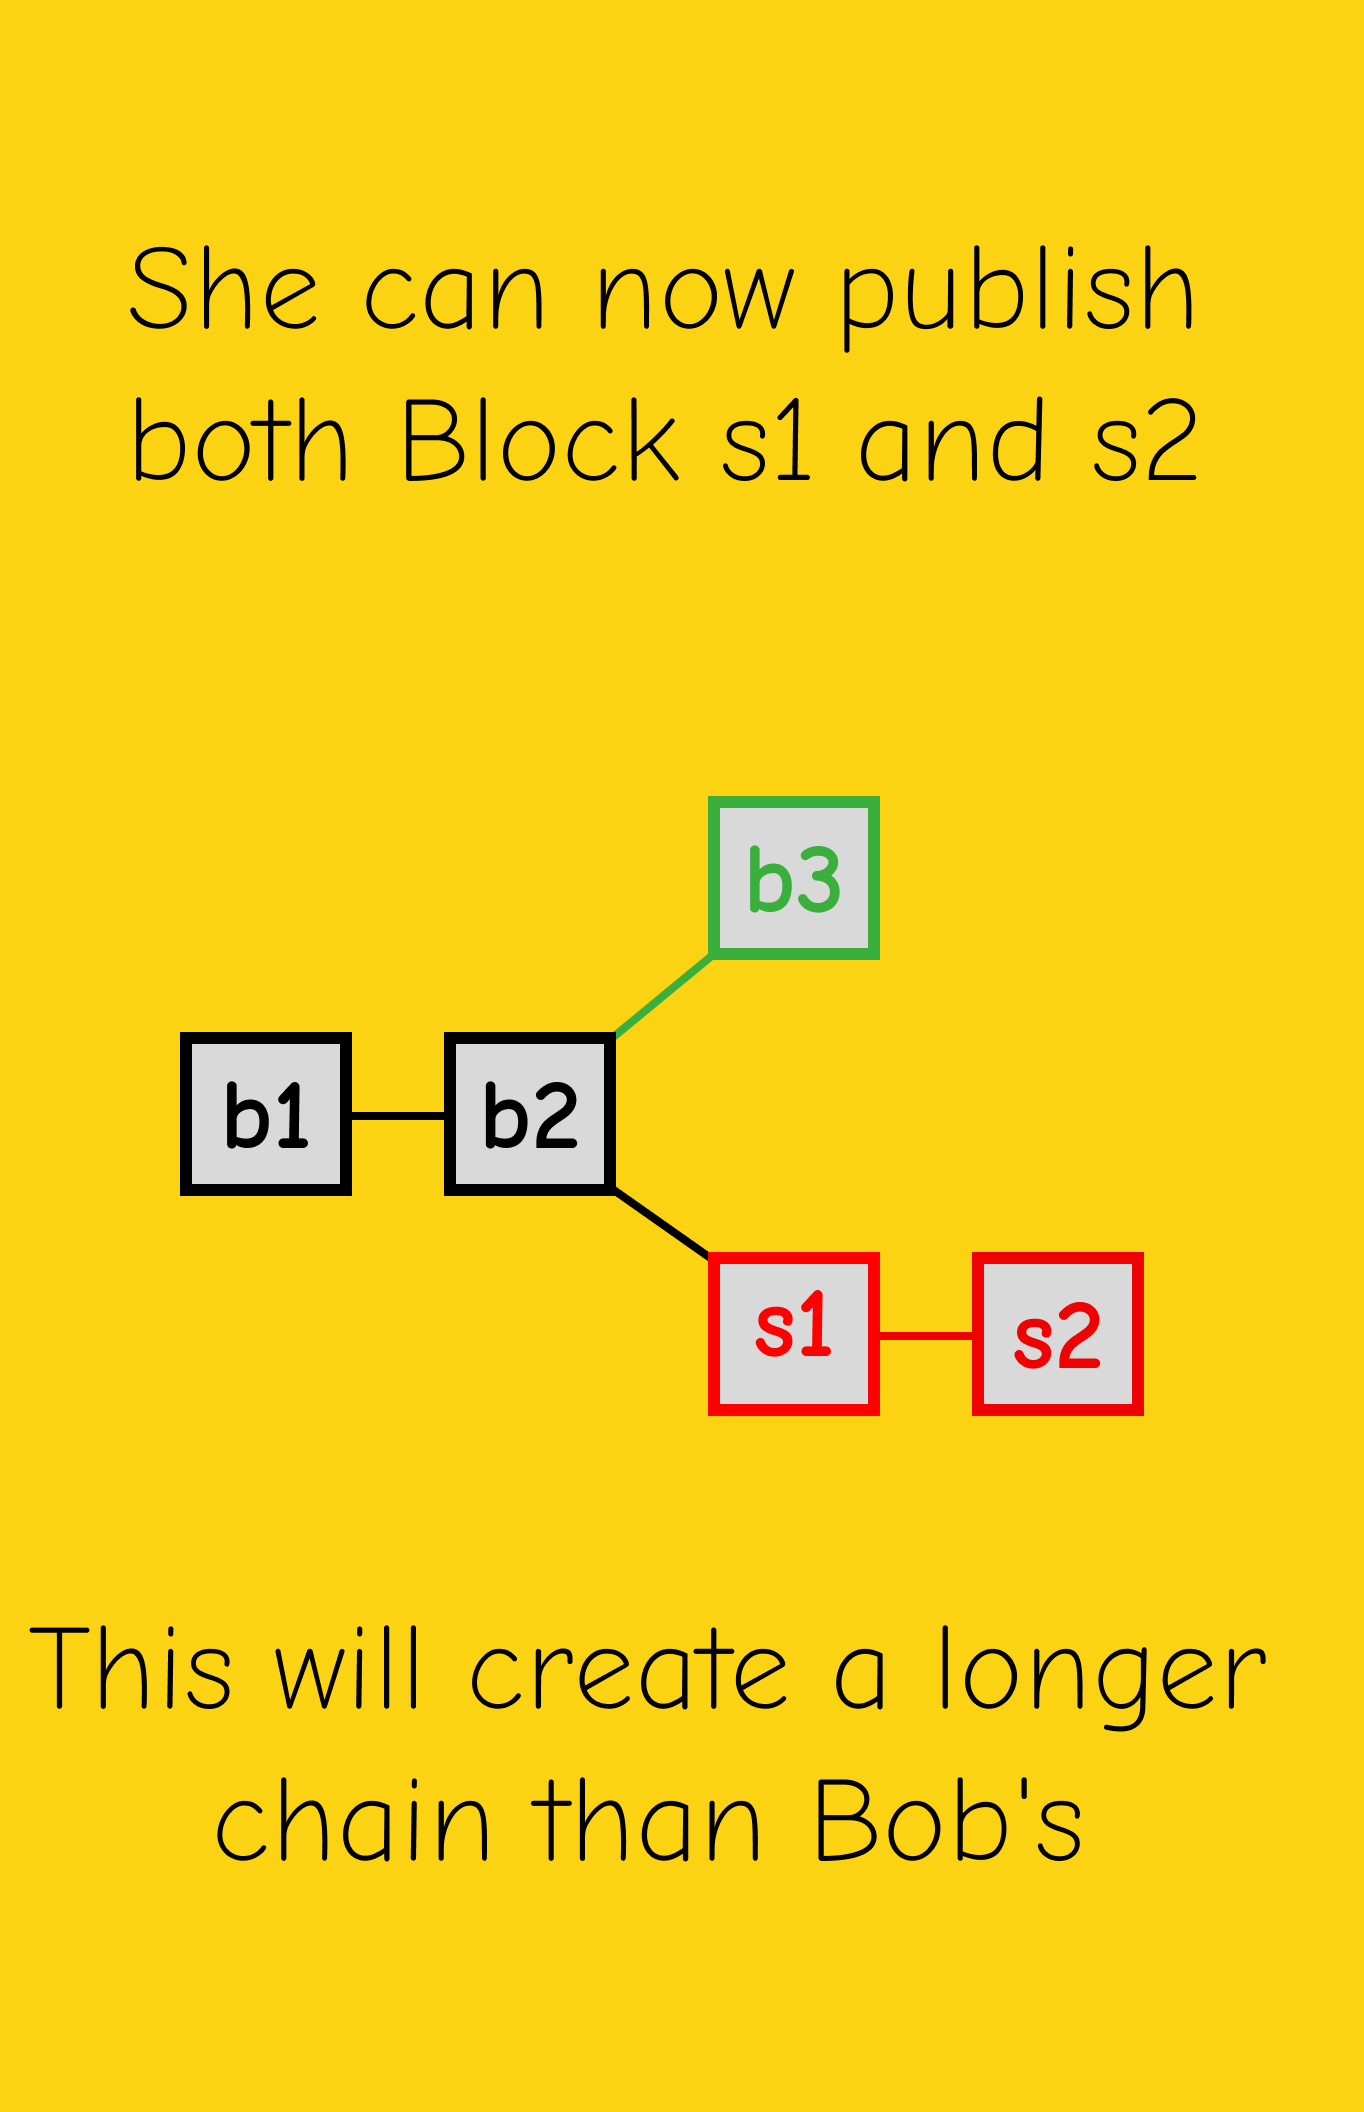 She can now publish
both Block s1 and s2
b3
b1 b2
s1 s2
This will create a longer
chain than Bob's